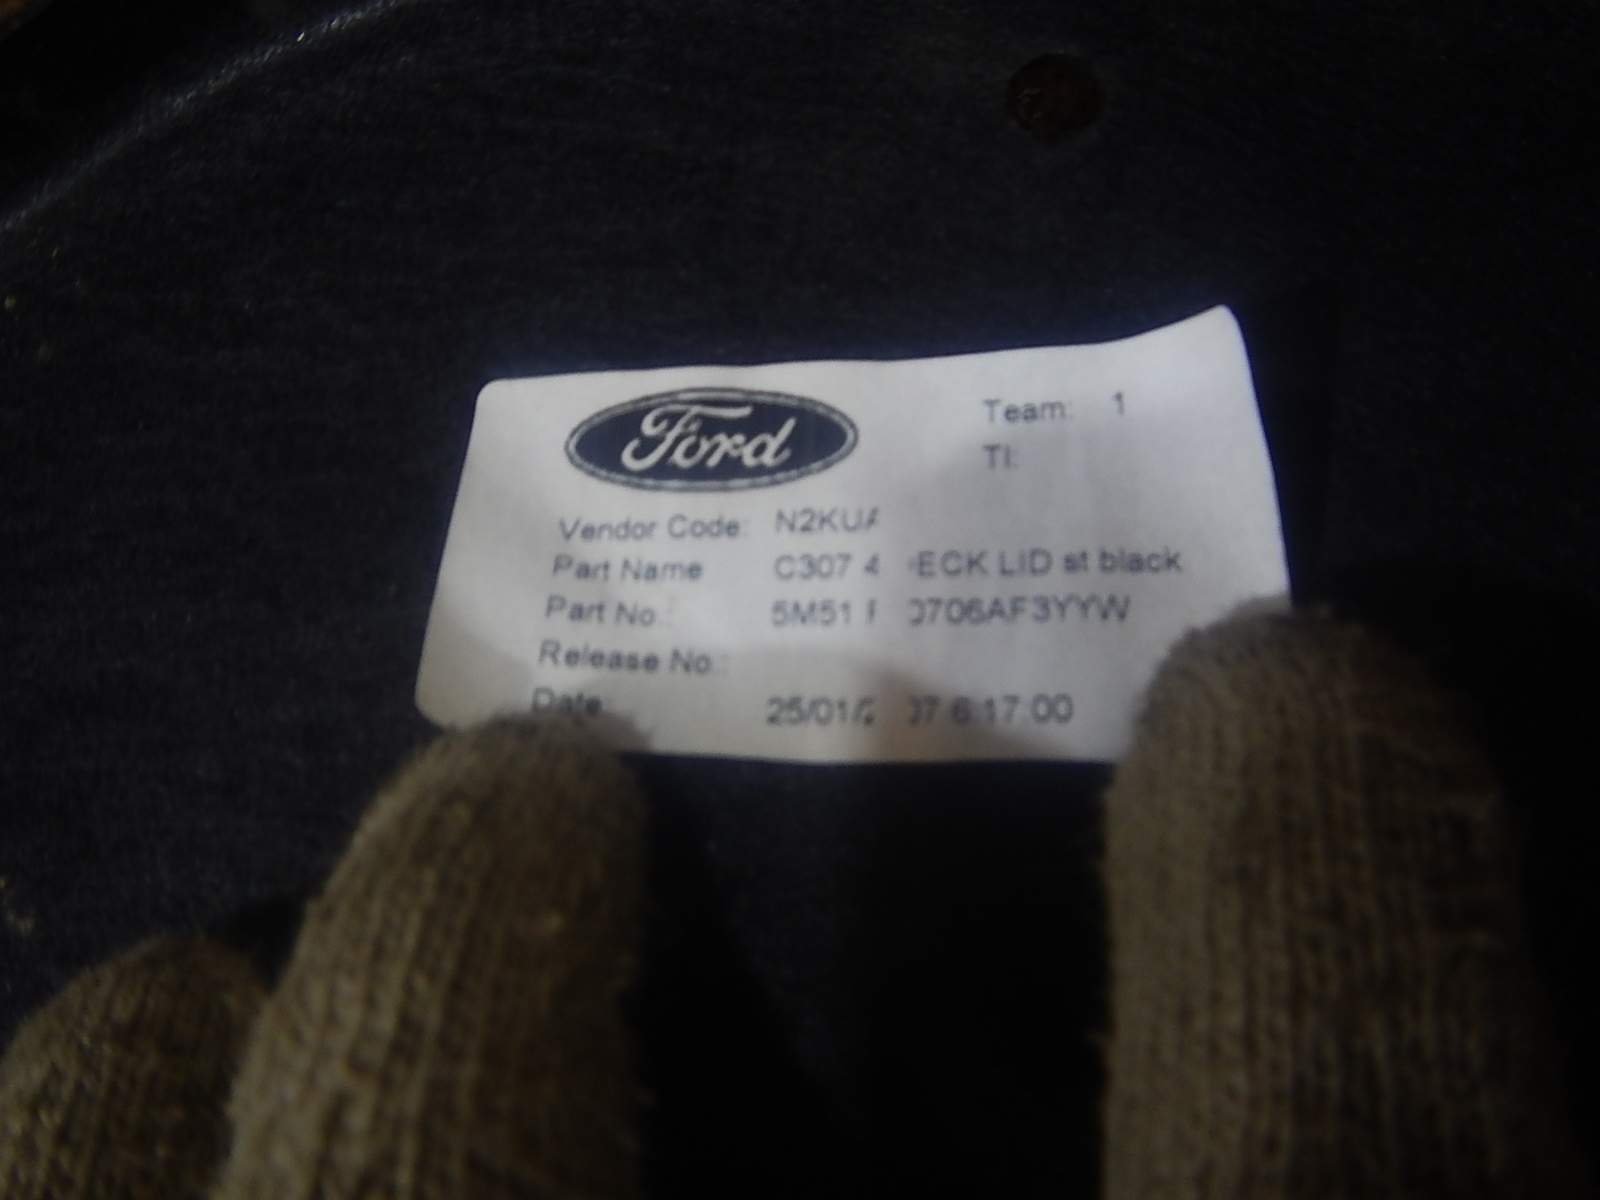 Ford
Team: 1
TI:
Vendor Code: N2KUA
Part Name C307 4 ECK LID st black
Part No.: 5M51 0706AF3YYW
Release No.:
Date: 25/01/2 07 6 17:00